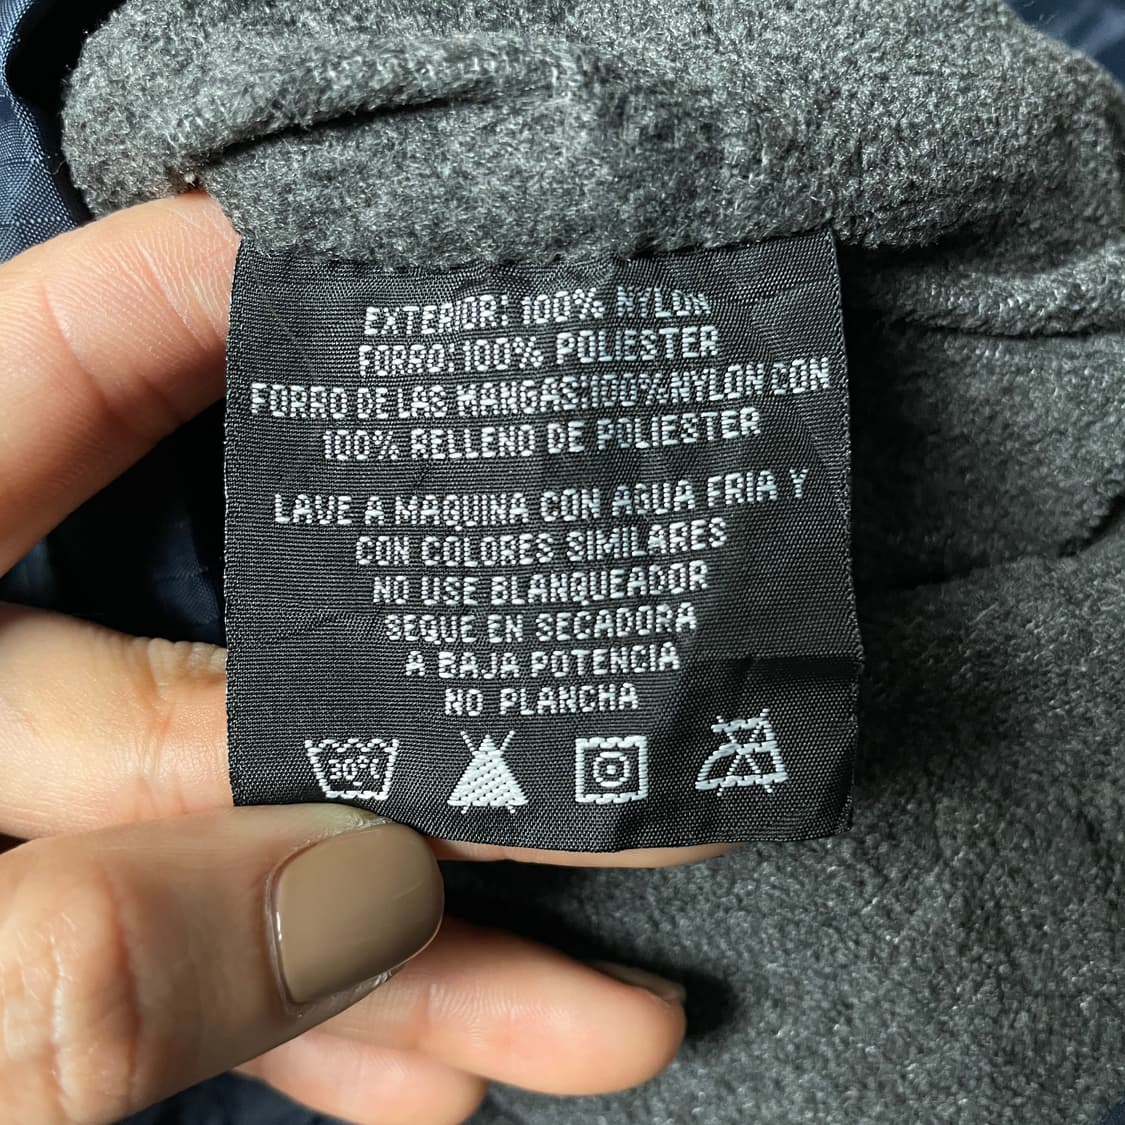 EXTERIOR: 100% NYLON
FORRO: 100% POLIESTER
FORRO DE LAS MANGAS: 100% NYLON CON
100% RELLENO DE POLIESTER
LAVE A MAQUINA CON AGUA FRIA Y
CON COLORES SIMILARES
NO USE BLANQUEADOR
SEQUE EN SECADORA
A BAJA POTENCIA
NO PLANCHA
30°C